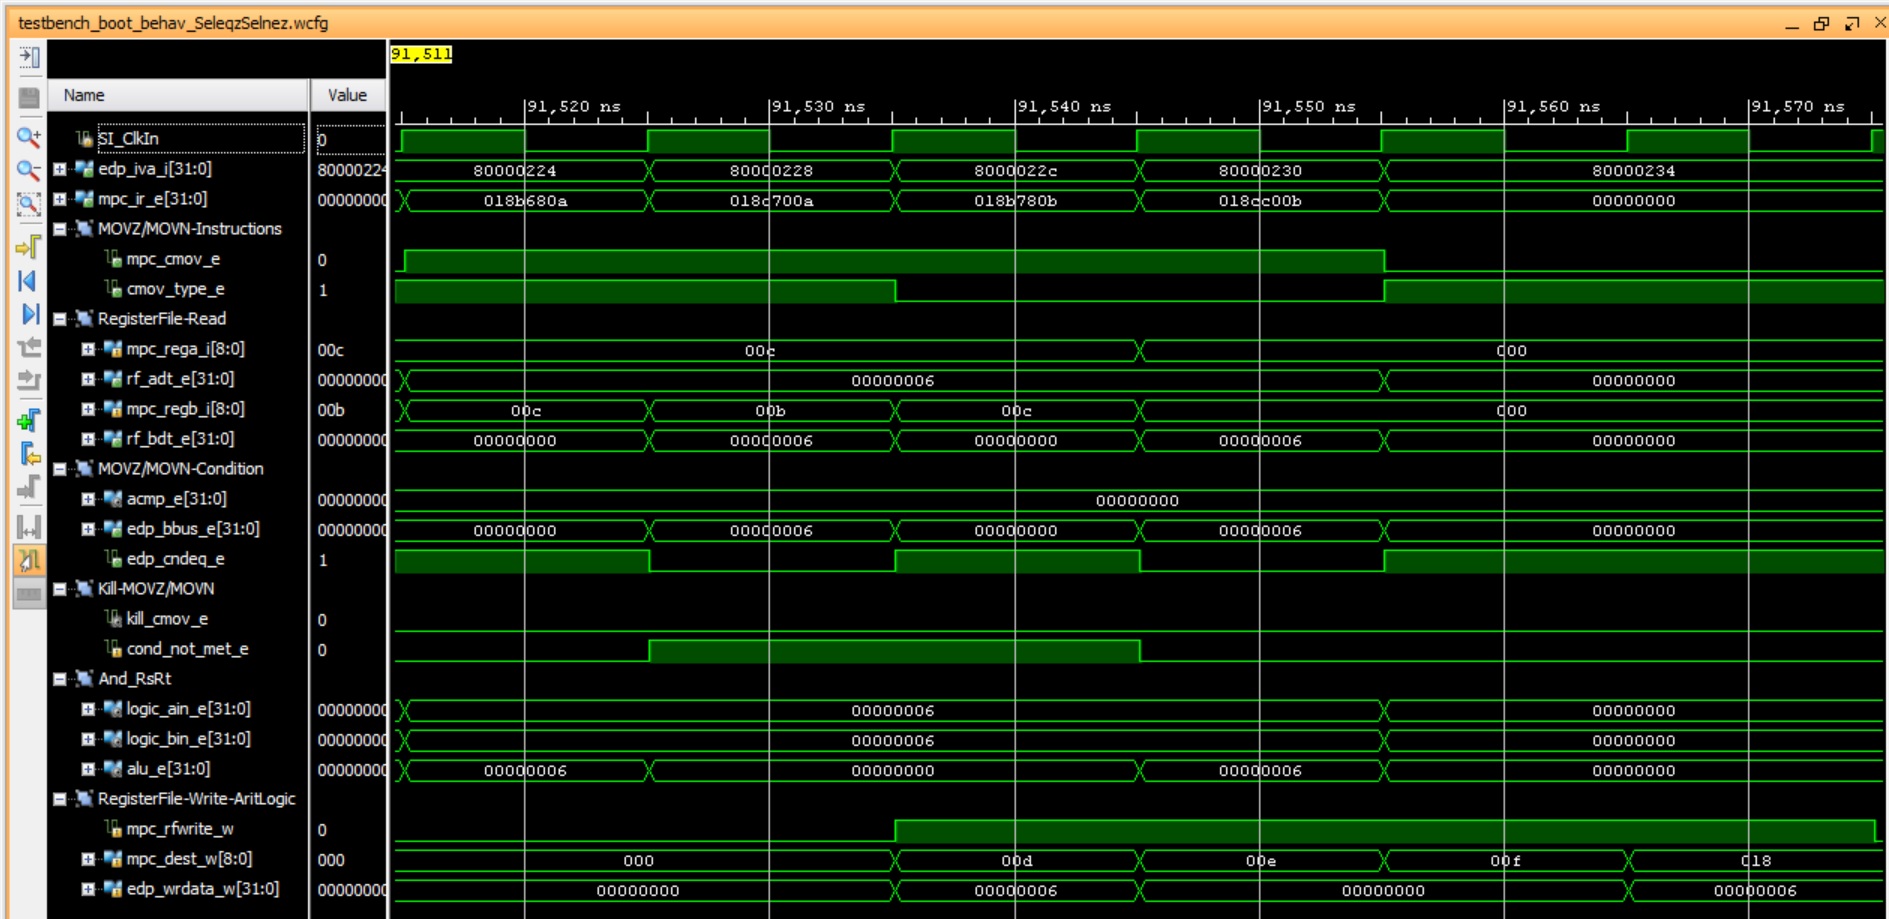 testbench_boot_behav_SeleqzSelnez.wcfg
91,511
Name Value
91,520 ns 91,530 ns 91,540 ns 91,550 ns 91,560 ns 91,570 ns
SI_ClkIn 0
edp_iva_i[31:0] 80000224 80000224 80000228 8000022c 80000230 80000234
mpc_ir_e[31:0] 00000000 018b680a 018c700a 018b780b 018cc00b 00000000
MOVZ/MOVN-Instructions
mpc_cmov_e 0
cmov_type_e 1
RegisterFile-Read
mpc_rega_i[8:0] 00c 00c 000
rf_adt_e[31:0] 00000000 00000006 00000000
mpc_regb_i[8:0] 00b 00c 00b 00c 000
rf_bdt_e[31:0] 00000000 00000000 00000006 00000000 00000006 00000000
MOVZ/MOVN-Condition
acmp_e[31:0] 00000000 00000000
edp_bbus_e[31:0] 00000000 00000000 00000006 00000000 00000006 00000000
edp_cndeq_e 1
Kill-MOVZ/MOVN
kill_cmov_e 0
cond_not_met_e 0
And_RsRt
logic_ain_e[31:0] 00000000 00000006 00000000
logic_bin_e[31:0] 00000000 00000006 00000000
alu_e[31:0] 00000000 00000006 00000000 00000006 00000000
RegisterFile-Write-AritLogic
mpc_rfwrite_w 0
mpc_dest_w[8:0] 000 000 00d 00e 00f 018
edp_wrdata_w[31:0] 00000000 00000000 00000006 00000000 00000006